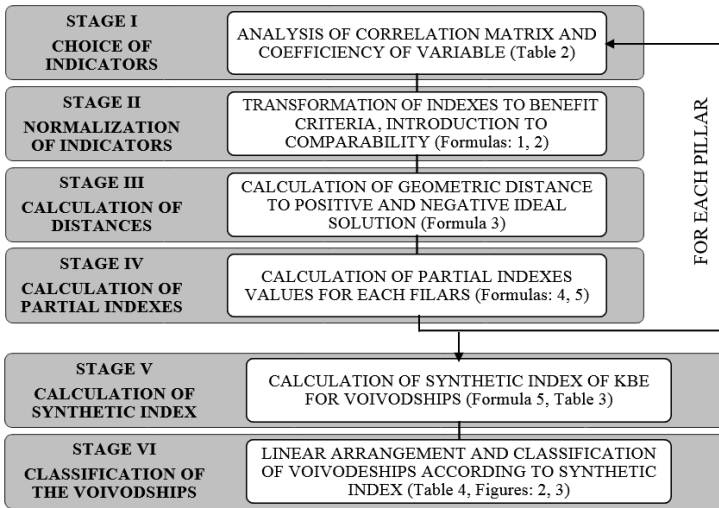 STAGE I
CHOICE OF
INDICATORS
ANALYSIS OF CORRELATION MATRIX AND
COEFFICIENCY OF VARIABLE (Table 2)
STAGE II
NORMALIZATION
OF INDICATORS
TRANSFORMATION OF INDEXES TO BENEFIT
CRITERIA, INTRODUCTION TO
COMPARABILITY (Formulas: 1, 2)
STAGE III
CALCULATION OF
DISTANCES
CALCULATION OF GEOMETRIC DISTANCE
TO POSITIVE AND NEGATIVE IDEAL
SOLUTION (Formula 3)
STAGE IV
CALCULATION OF
PARTIAL INDEXES
CALCULATION OF PARTIAL INDEXES
VALUES FOR EACH FILARS (Formulas: 4, 5)
FOR EACH PILLAR
STAGE V
CALCULATION OF
SYNTHETIC INDEX
CALCULATION OF SYNTHETIC INDEX OF KBE
FOR VOIVODSHIPS (Formula 5, Table 3)
STAGE VI
CLASSIFICATION OF
THE VOIVODSHIPS
LINEAR ARRANGEMENT AND CLASSIFICATION
OF VOIVODESHIPS ACCORDING TO SYNTHETIC
INDEX (Table 4, Figures: 2, 3)